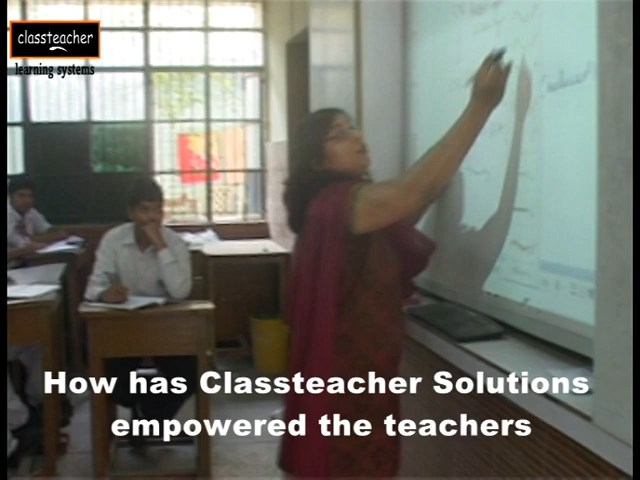 classteacher
learning systems
How has Classteacher Solutions
empowered the teachers